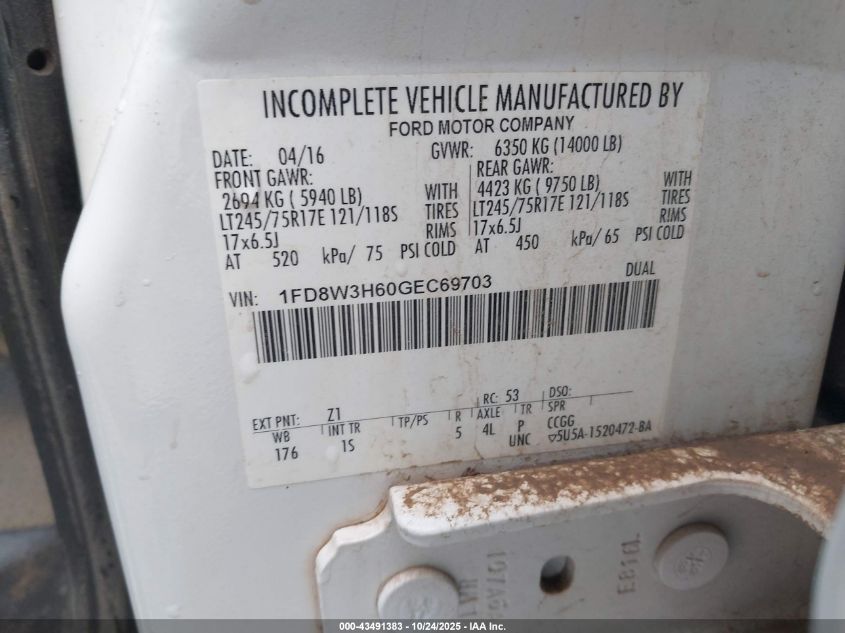 INCOMPLETE VEHICLE MANUFACTURED BY
FORD MOTOR COMPANY
DATE: 04/16 GVWR: 6350 KG (14000 LB)
FRONT GAWR: REAR GAWR:
2694 KG ( 5940 LB) WITH 4423 KG ( 9750 LB) WITH
LT245/75R17E 121/118S TIRES LT245/75R17E 121/118S TIRES
17x6.5J RIMS 17x6.5J RIMS
AT 520 kPa/ 75 PSI COLD AT 450 kPa/ 65 PSI COLD
DUAL
VIN: 1FD8W3H60GEC69703
EXT PNT: Z1 RC: 53 DSO:
WB INT TR TP/PS R AXLE TR SPR
176 1S 5 4L P CCGG
UNC ▽5U5A-1520472-BA
E816L
000-43491383 - 10/24/2025 - IAA Inc.